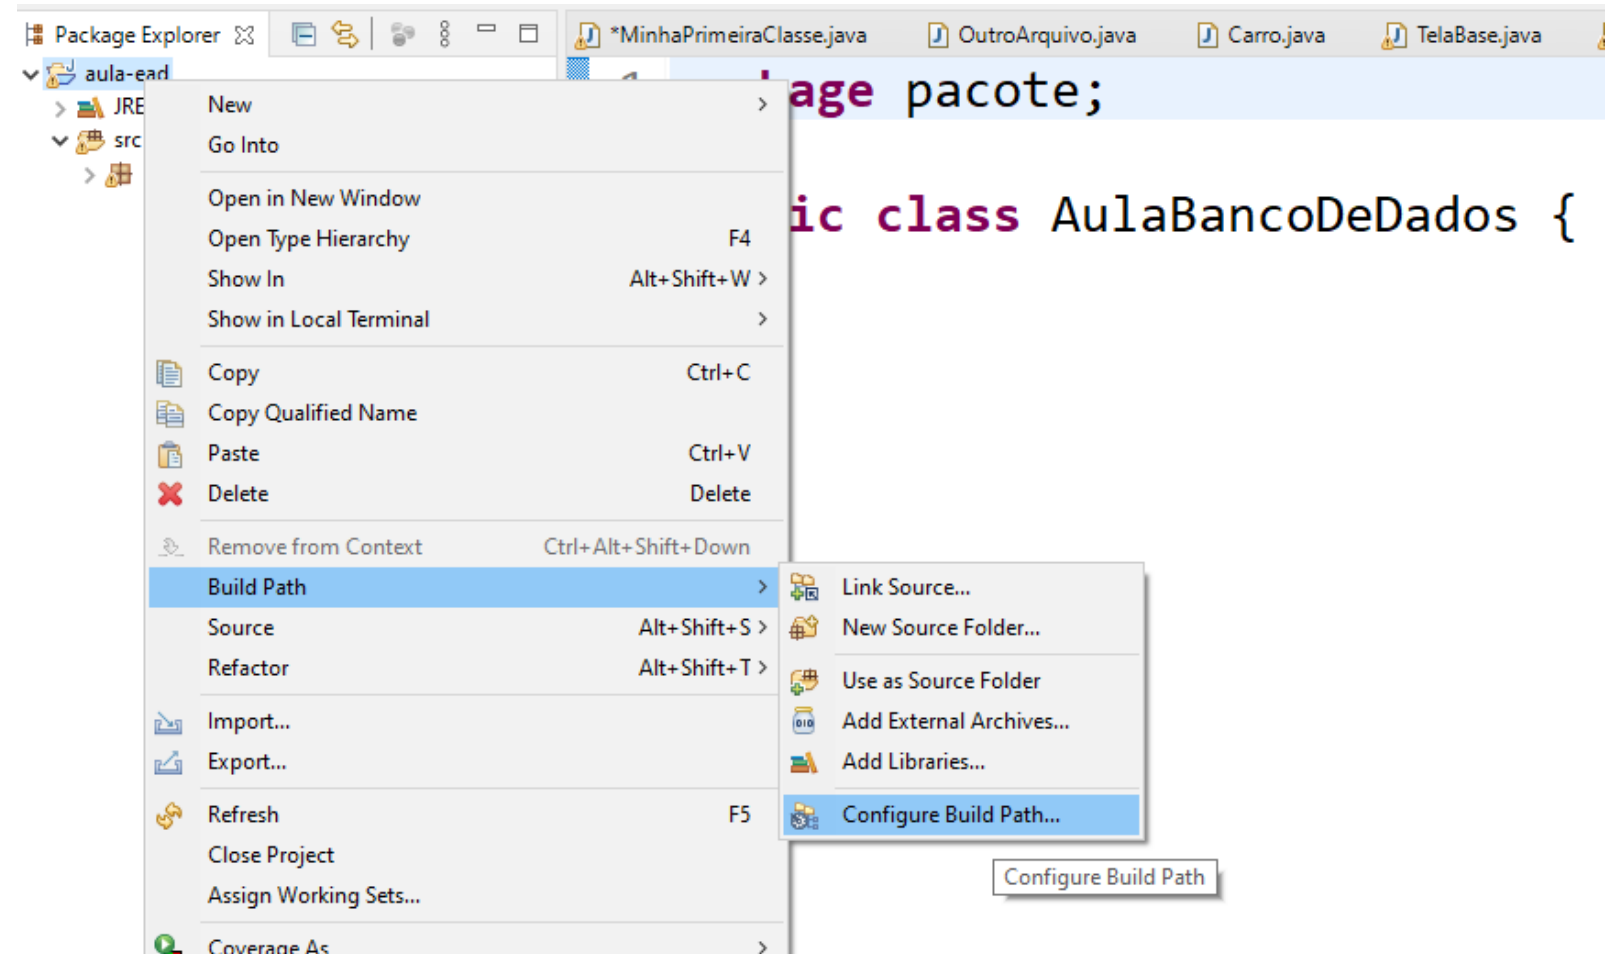 Package Explorer
*MinhaPrimeiraClasse.java
OutroArquivo.java
Carro.java
TelaBase.java
aula-ead
JRE
src
age pacote;
ic class AulaBancoDeDados {
New
Go Into
Open in New Window
Open Type Hierarchy F4
Show In Alt+Shift+W
Show in Local Terminal
Copy Ctrl+C
Copy Qualified Name
Paste Ctrl+V
Delete Delete
Remove from Context Ctrl+Alt+Shift+Down
Build Path
Source Alt+Shift+S
Refactor Alt+Shift+T
Import...
Export...
Refresh F5
Close Project
Assign Working Sets...
Coverage As
Link Source...
New Source Folder...
Use as Source Folder
Add External Archives...
Add Libraries...
Configure Build Path...
Configure Build Path